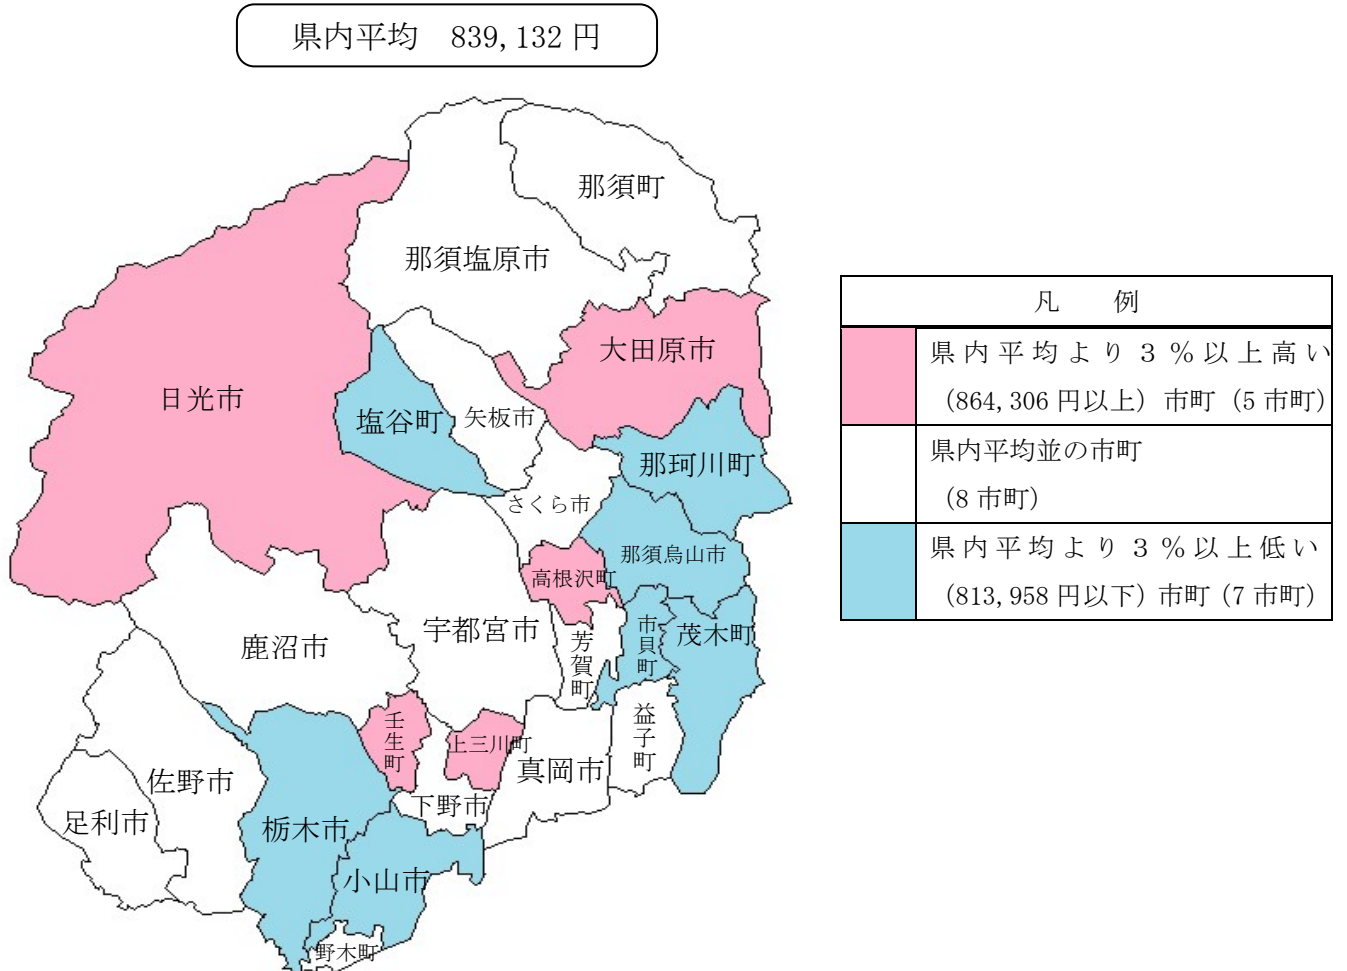 県内平均　839,132 円
那須町
那須塩原市
大田原市
日光市
塩谷町
矢板市
那珂川町
さくら市
那須烏山市
高根沢町
宇都宮市
芳賀町
市貝町
茂木町
鹿沼市
壬生町
上三川町
益子町
真岡市
佐野市
下野市
足利市
栃木市
小山市
野木町
凡　例
県内平均より３％以上高い
（864,306 円以上）市町（5 市町）
県内平均並の市町
（8 市町）
県内平均より３％以上低い
（813,958 円以下）市町（7 市町）